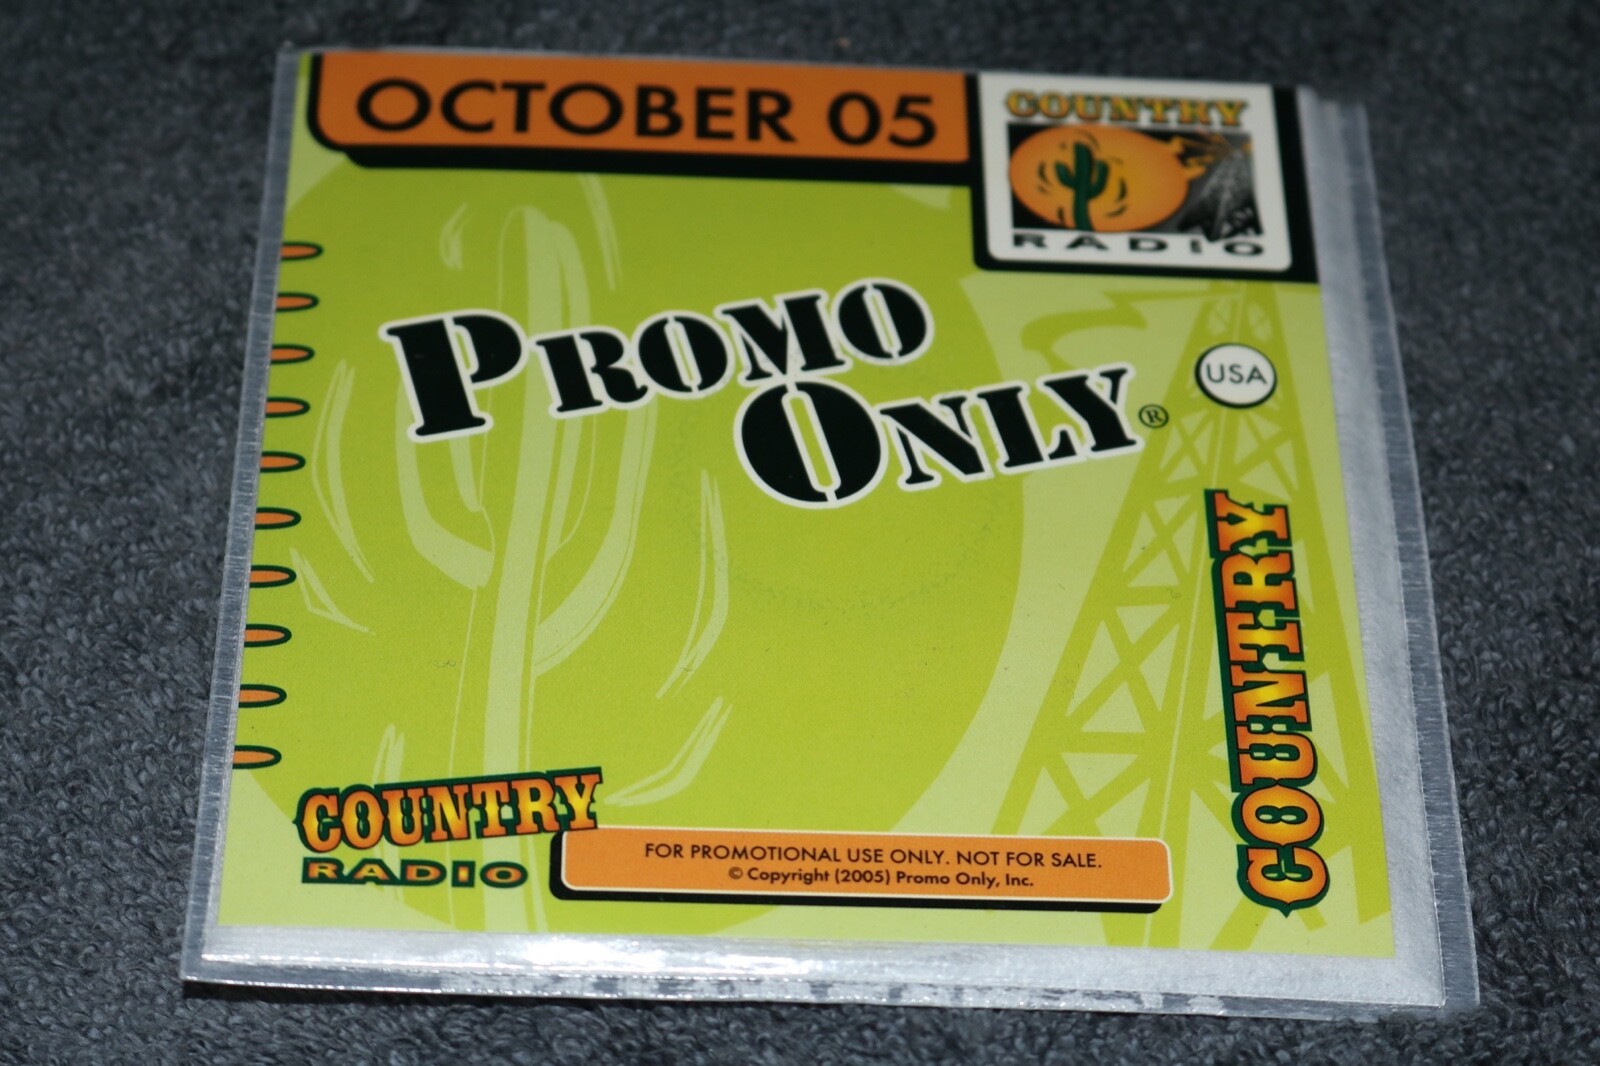 OCTOBER 05
COUNTRY
RADIO
PROMO
ONLY®
USA
COUNTRY
COUNTRY
RADIO
FOR PROMOTIONAL USE ONLY. NOT FOR SALE.
© Copyright (2005) Promo Only, Inc.